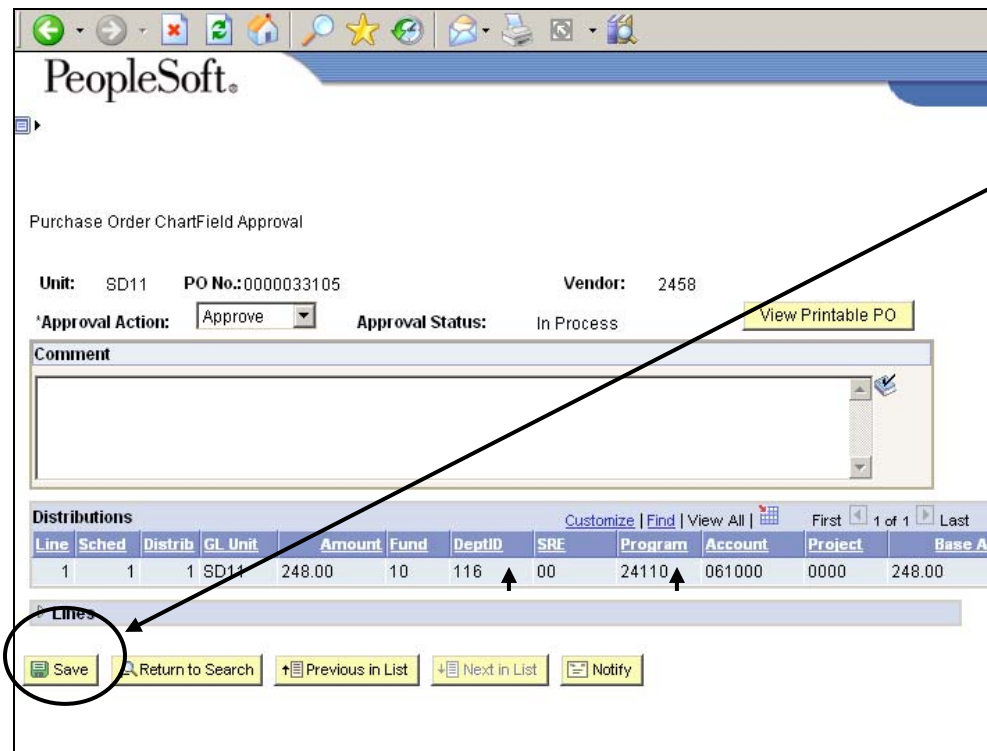 PeopleSoft®
Purchase Order ChartField Approval
Unit: SD11 PO No.: 0000033105 Vendor: 2458
*Approval Action: Approve Approval Status: In Process View Printable PO
Comment
Distributions Customize | Find | View All | First 1 of 1 Last
Line Sched Distrib GL Unit Amount Fund DeptID SRE Program Account Project Base A
1 1 1 SD11 248.00 10 116 00 24110 061000 0000 248.00
Lines
Save Return to Search Previous in List Next in List Notify